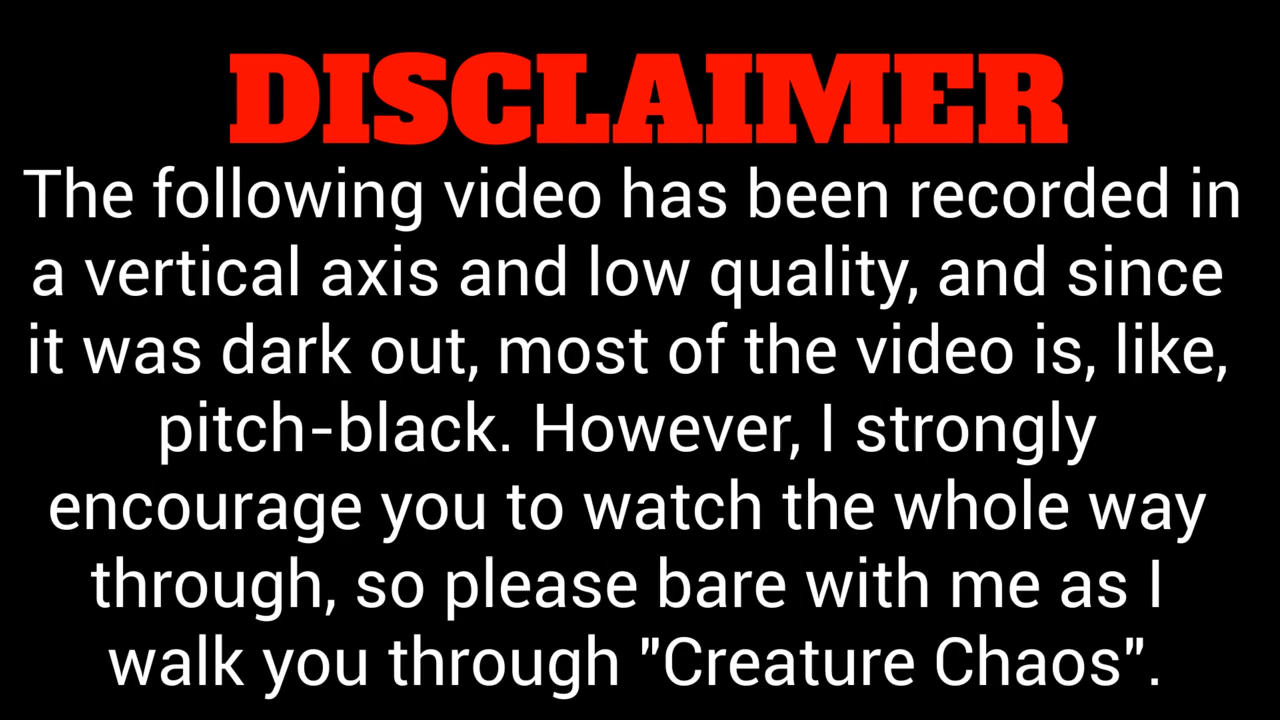 DISCLAIMER
The following video has been recorded in
a vertical axis and low quality, and since
it was dark out, most of the video is, like,
pitch-black. However, I strongly
encourage you to watch the whole way
through, so please bare with me as I
walk you through "Creature Chaos".